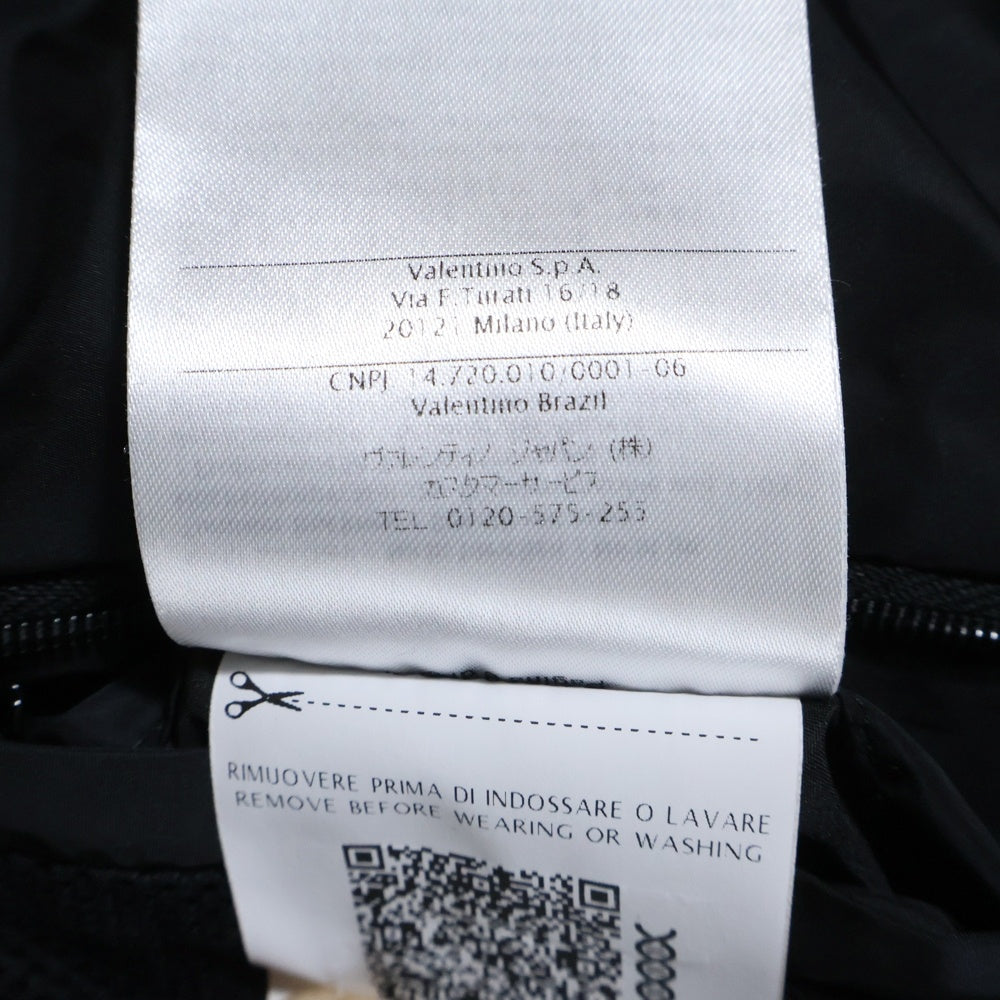 Valentino S.p.A.
Via F.Turati 16/18
20121 Milano (Italy)
CNPJ 14.720.010/0001-06
Valentino Brazil
ヴァレンティノ ジャパン (株)
カスタマーサービス
TEL 0120-575-255
RIMUOVERE PRIMA DI INDOSSARE O LAVARE
REMOVE BEFORE WEARING OR WASHING